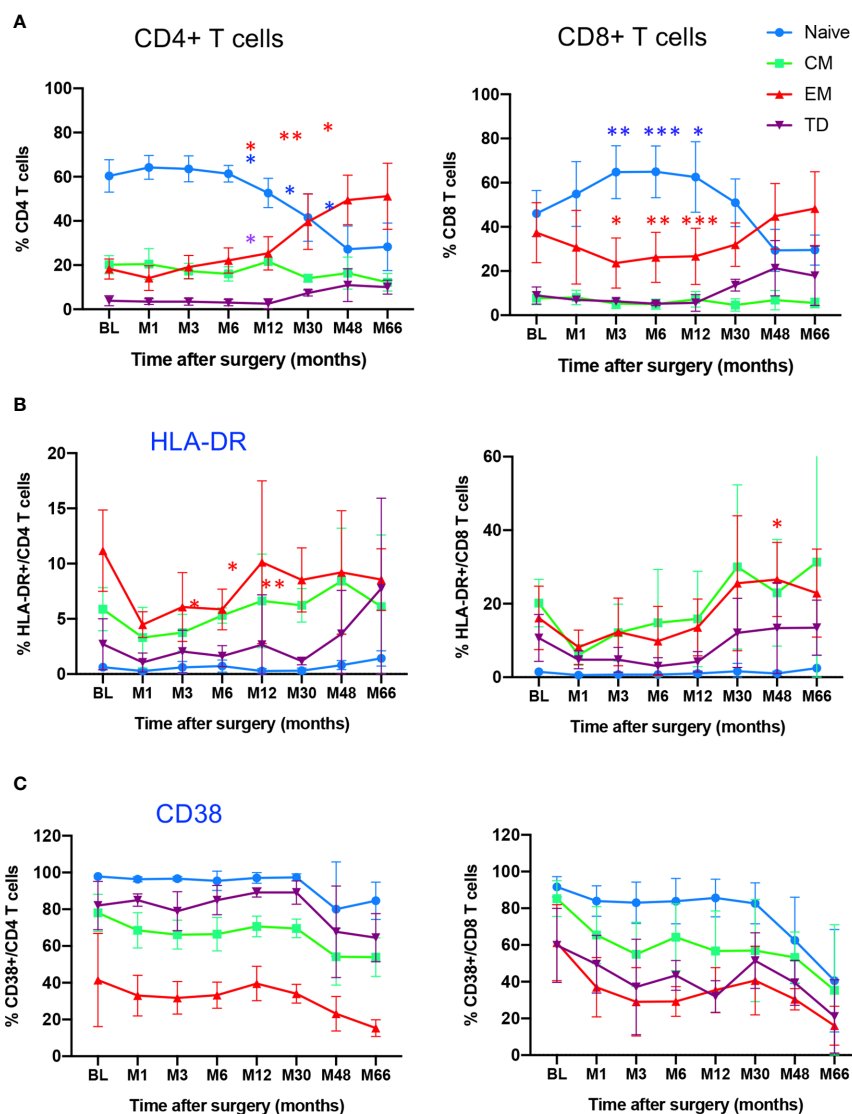 A
CD4+ T cells
CD8+ T cells
Naive
CM
EM
TD
% CD4 T cells
100
80
60
40
20
0
* ** *
* * *
*
BL M1 M3 M6 M12 M30 M48 M66
Time after surgery (months)
% CD8 T cells
100
80
60
40
20
0
** *** *
* ** ***
BL M1 M3 M6 M12 M30 M48 M66
Time after surgery (months)
B
HLA-DR
% HLA-DR+/CD4 T cells
20
15
10
5
0
* * **
BL M1 M3 M6 M12 M30 M48 M66
Time after surgery (months)
% HLA-DR+/CD8 T cells
60
40
20
0
*
BL M1 M3 M6 M12 M30 M48 M66
Time after surgery (months)
C
CD38
% CD38+/CD4 T cells
120
100
80
60
40
20
0
BL M1 M3 M6 M12 M30 M48 M66
Time after surgery (months)
% CD38+/CD8 T cells
120
100
80
60
40
20
0
BL M1 M3 M6 M12 M30 M48 M66
Time after surgery (months)